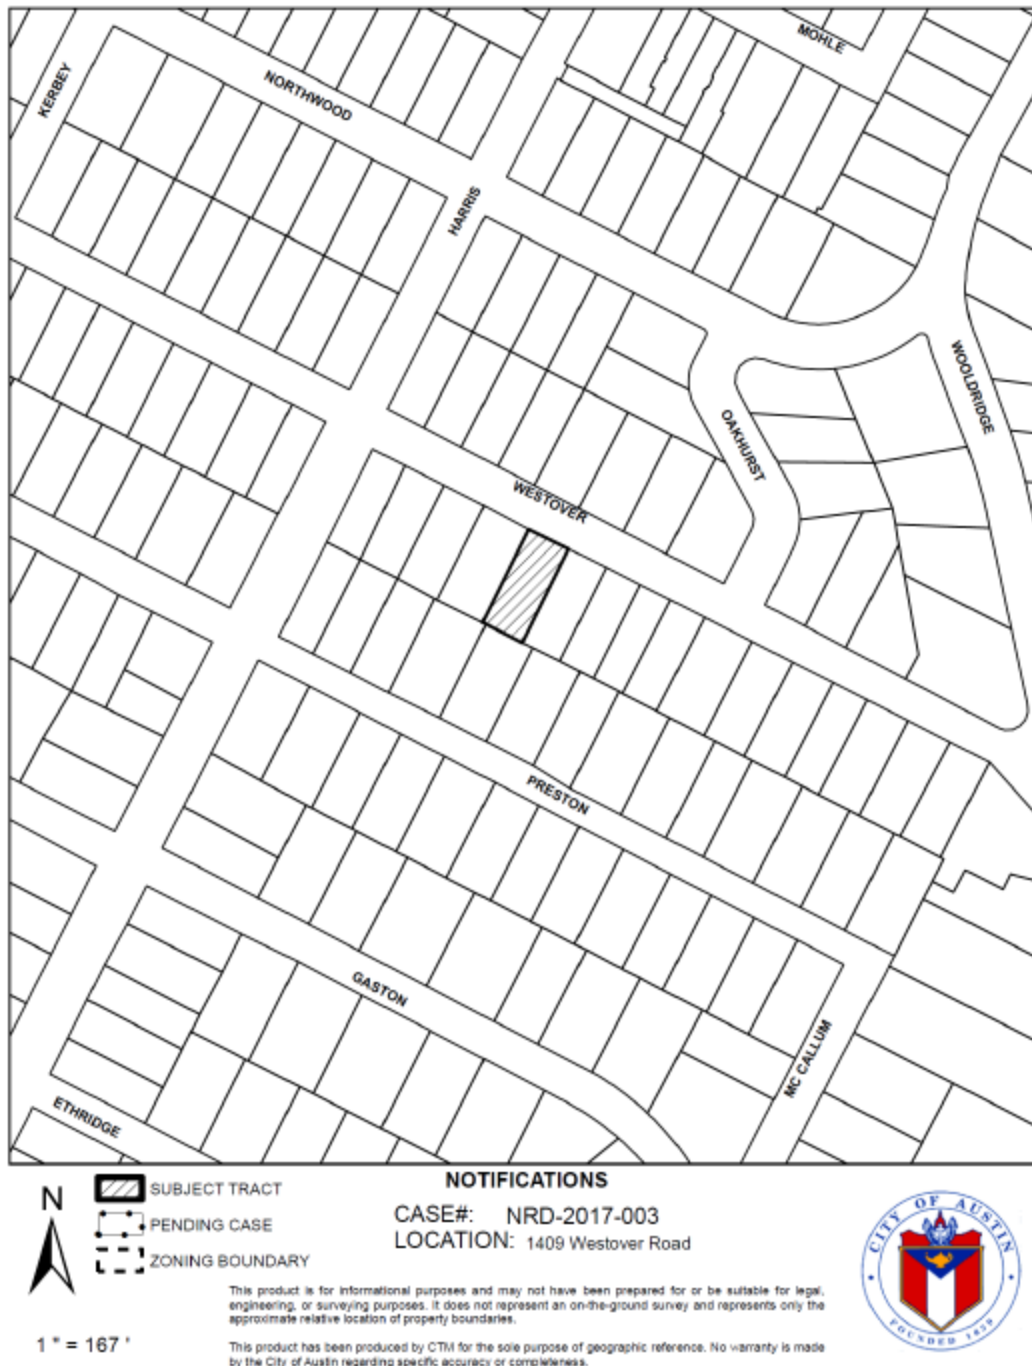 MOHLE
KERBEY
NORTHWOOD
HARRIS
WOOLDRIDGE
OAKHURST
WESTOVER
PRESTON
GASTON
MC CALLUM
ETHRIDGE
N
SUBJECT TRACT
PENDING CASE
ZONING BOUNDARY
1 " = 167 '
NOTIFICATIONS
CASE#: NRD-2017-003
LOCATION: 1409 Westover Road
This product is for informational purposes and may not have been prepared for or be suitable for legal,
engineering, or surveying purposes. It does not represent an on-the-ground survey and represents only the
approximate relative location of property boundaries.
This product has been produced by CTM for the sole purpose of geographic reference. No warranty is made
by the City of Austin regarding specific accuracy or completeness.
CITY OF AUSTIN
FOUNDED 1839